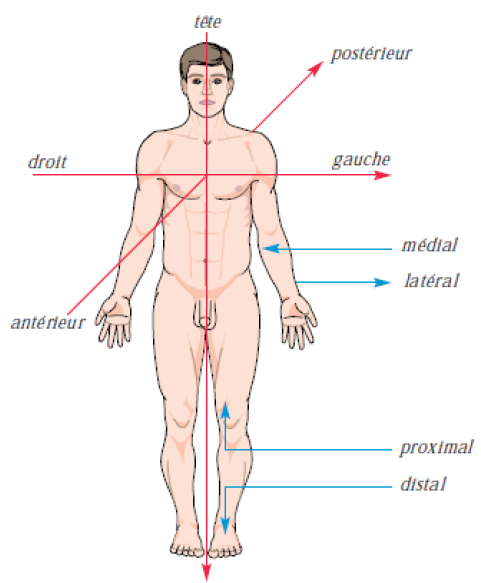 tête
postérieur
droit
gauche
médial
latéral
antérieur
proximal
distal